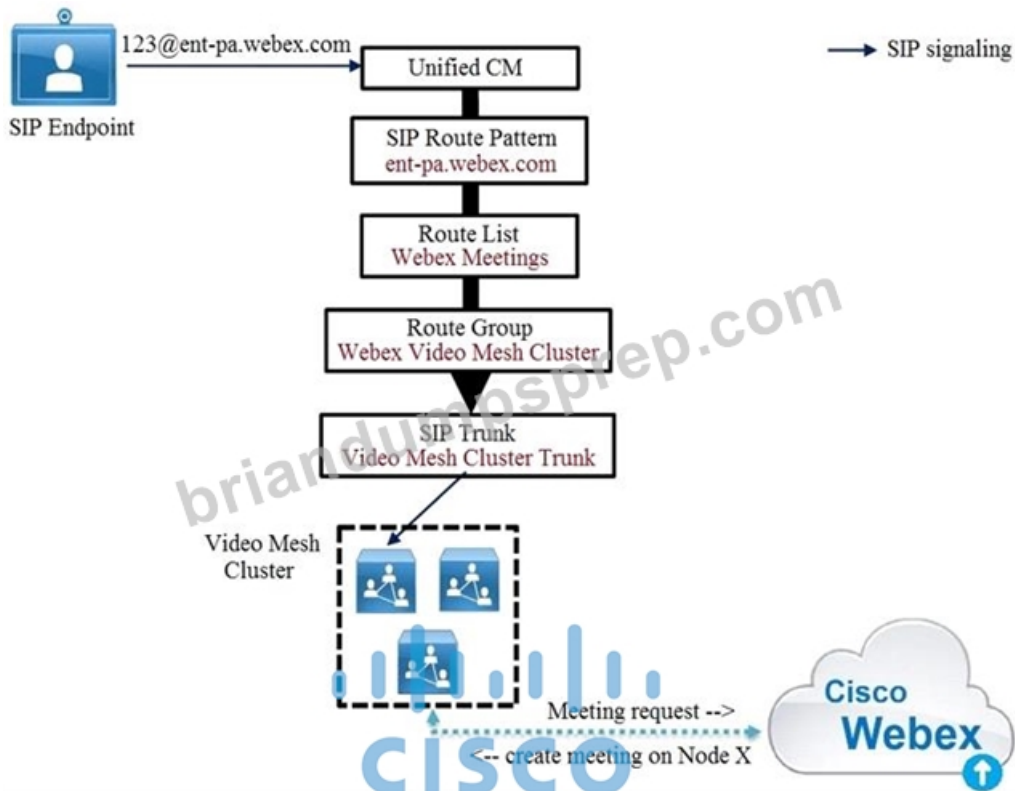 123@ent-pa.webex.com
SIP signaling
SIP Endpoint
Unified CM
SIP Route Pattern
ent-pa.webex.com
Route List
Webex Meetings
Route Group
Webex Video Mesh Cluster
SIP Trunk
Video Mesh Cluster Trunk
briandumpsprep.com
Video Mesh
Cluster
Meeting request -->
<-- create meeting on Node X
Cisco
Webex
CISCO